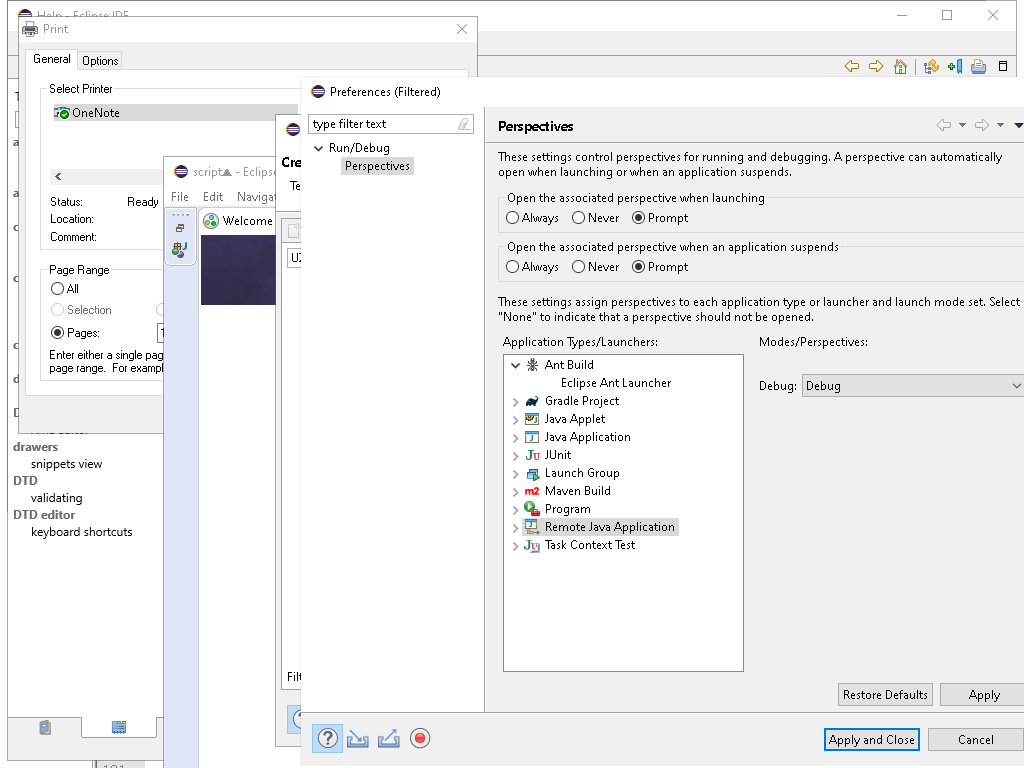 Help - Eclipse IDE
Print
General
Options
Select Printer
OneNote
Status:
Ready
Location:
Comment:
Page Range
All
Selection
Pages:
Enter either a single pag
page range. For exampl
drawers
snippets view
DTD
validating
DTD editor
keyboard shortcuts
script - Eclipse
File
Edit
Navigat
Welcome
Cre
Te
Filt
Preferences (Filtered)
type filter text
Run/Debug
Perspectives
Perspectives
These settings control perspectives for running and debugging. A perspective can automatically
open when launching or when an application suspends.
Open the associated perspective when launching
Always
Never
Prompt
Open the associated perspective when an application suspends
Always
Never
Prompt
These settings assign perspectives to each application type or launcher and launch mode set. Select
"None" to indicate that a perspective should not be opened.
Application Types/Launchers:
Modes/Perspectives:
Ant Build
Eclipse Ant Launcher
Gradle Project
Java Applet
Java Application
JUnit
Launch Group
Maven Build
Program
Remote Java Application
Task Context Test
Debug:
Debug
Restore Defaults
Apply
Apply and Close
Cancel